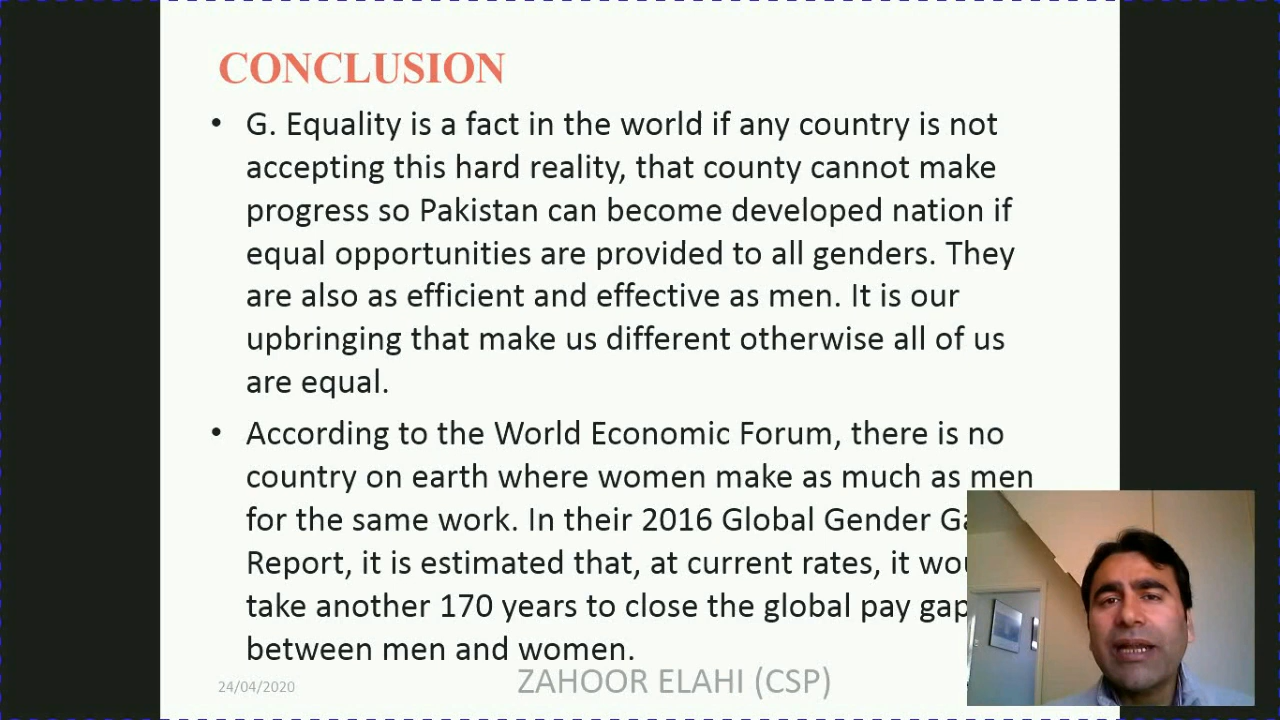 CONCLUSION
• G. Equality is a fact in the world if any country is not
accepting this hard reality, that county cannot make
progress so Pakistan can become developed nation if
equal opportunities are provided to all genders. They
are also as efficient and effective as men. It is our
upbringing that make us different otherwise all of us
are equal.
• According to the World Economic Forum, there is no
country on earth where women make as much as men
for the same work. In their 2016 Global Gender
Report, it is estimated that, at current rates, it
take another 170 years to close the global pay gap
between men and women.
24/04/2020
ZAHOOR ELAHI (CSP)